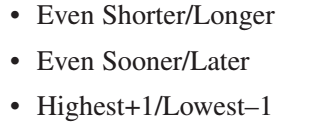 • Even Shorter/Longer
• Even Sooner/Later
• Highest+1/Lowest–1